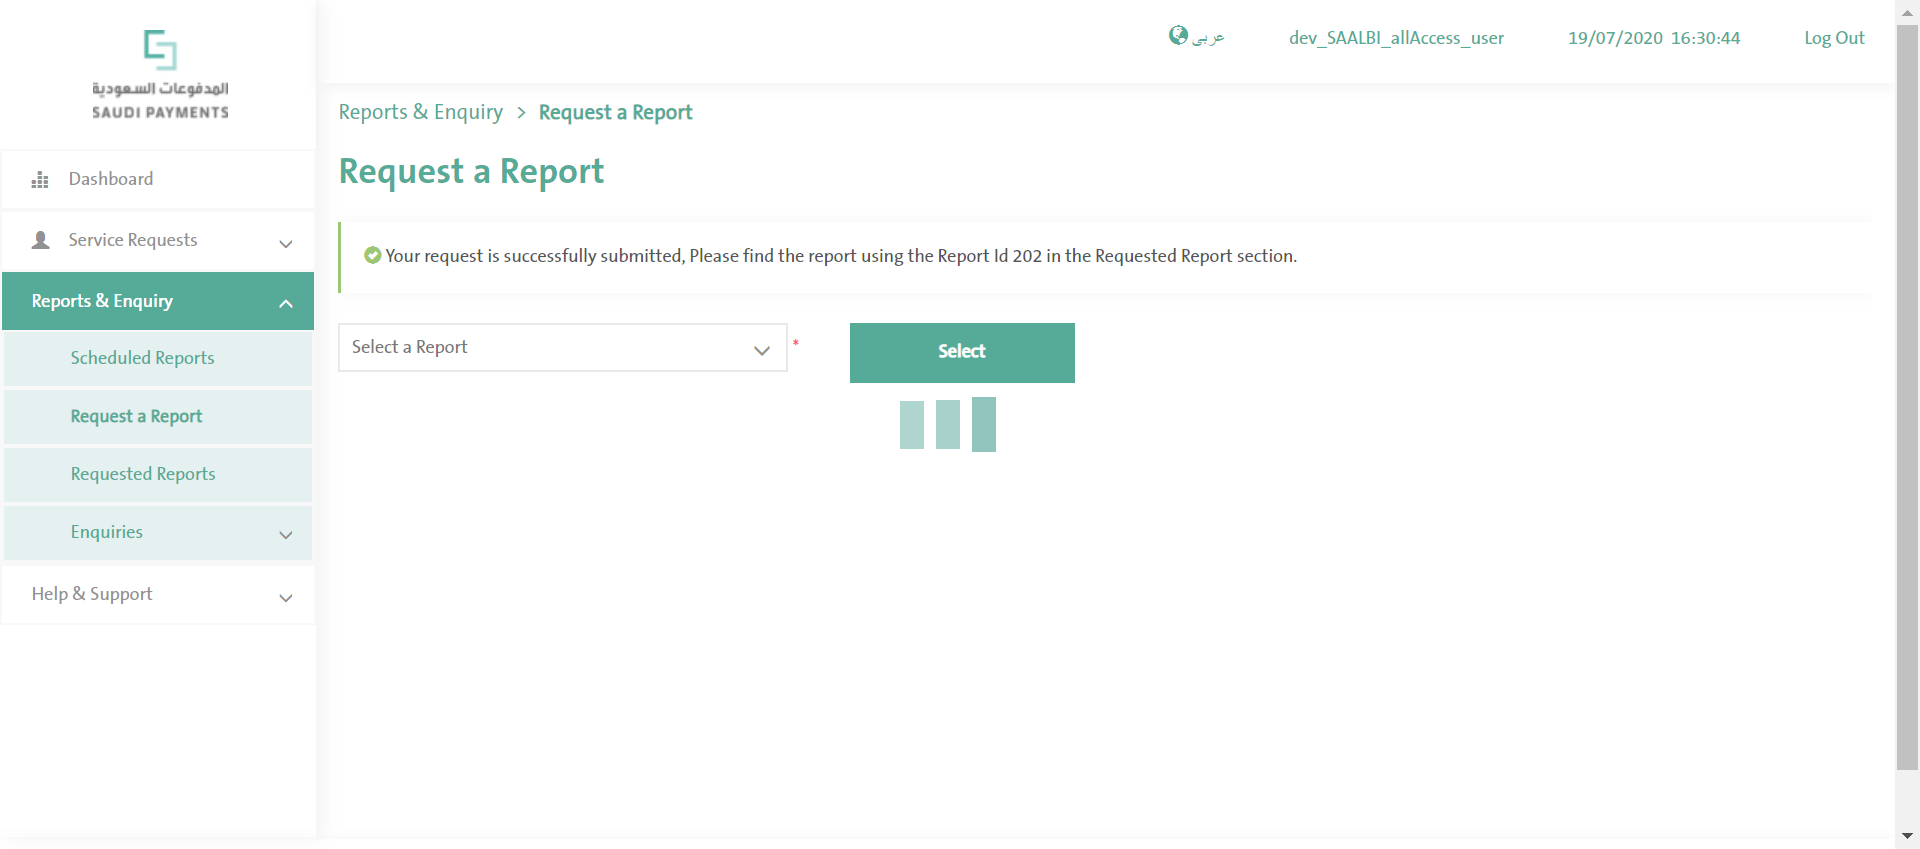 المدفوعات السعودية
SAUDI PAYMENTS
عربى
dev_SAALBI_allAccess_user
19/07/2020 16:30:44
Log Out
Dashboard
Service Requests
Reports & Enquiry
Scheduled Reports
Request a Report
Requested Reports
Enquiries
Help & Support
Reports & Enquiry > Request a Report
Request a Report
Your request is successfully submitted, Please find the report using the Report Id 202 in the Requested Report section.
Select a Report *
Select